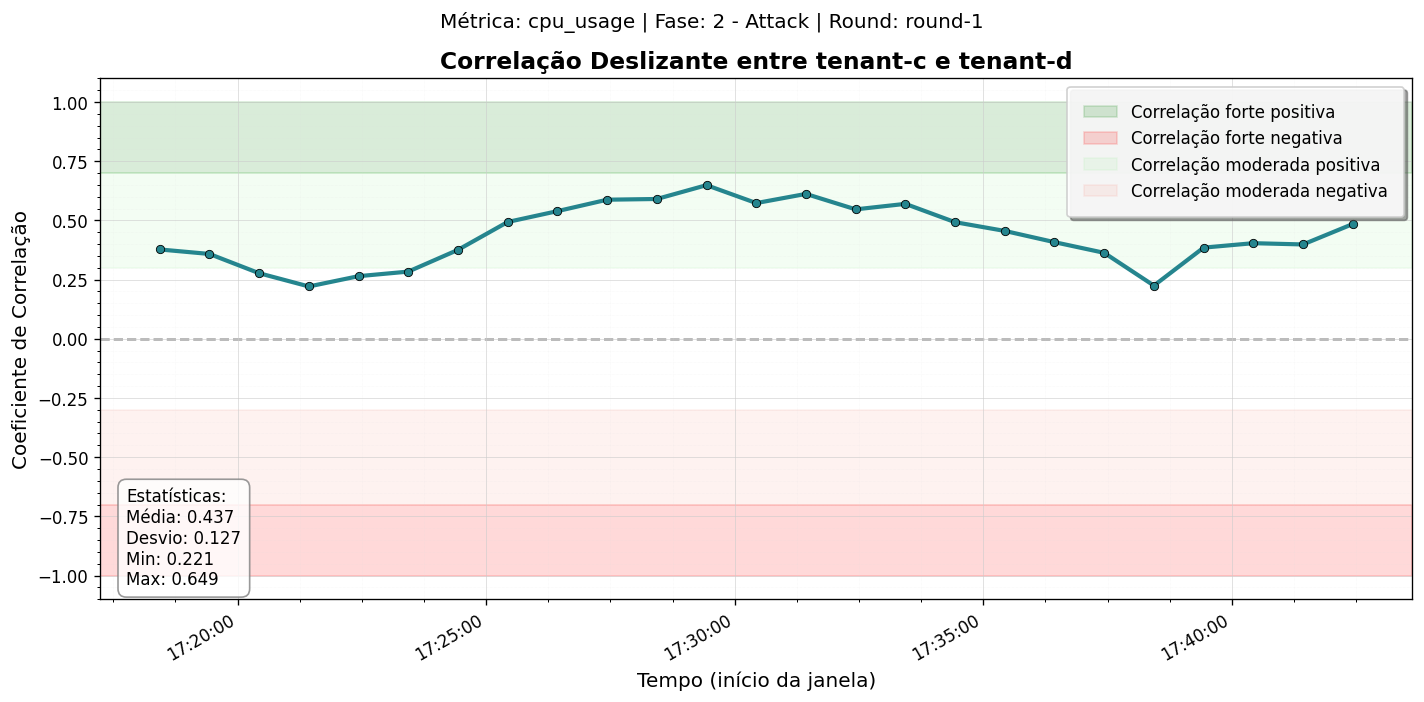 Métrica: cpu_usage | Fase: 2 - Attack | Round: round-1
Correlação Deslizante entre tenant-c e tenant-d
Correlação forte positiva
Correlação forte negativa
Correlação moderada positiva
Correlação moderada negativa
Coeficiente de Correlação
1.00
0.75
0.50
0.25
0.00
−0.25
−0.50
−0.75
−1.00
Estatísticas:
Média: 0.437
Desvio: 0.127
Min: 0.221
Max: 0.649
17:20:00
17:25:00
17:30:00
17:35:00
17:40:00
Tempo (início da janela)